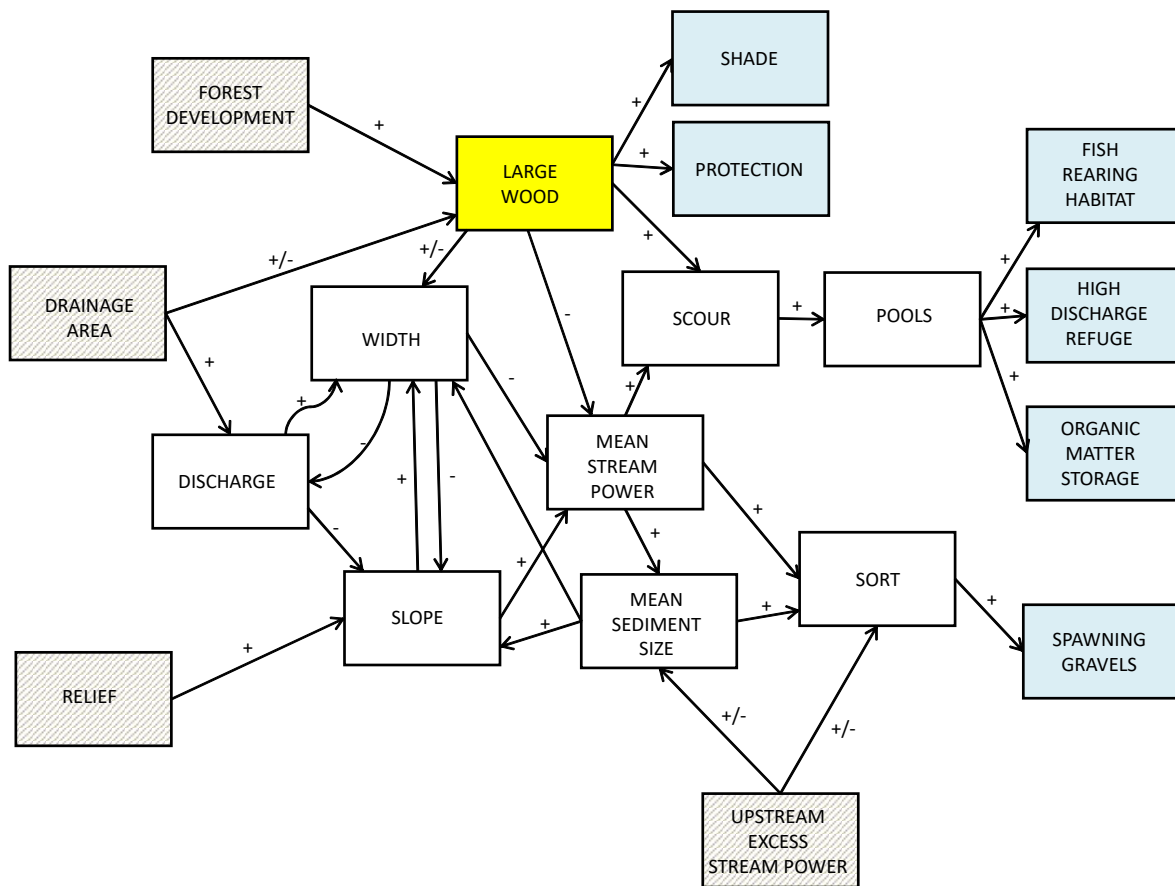 SHADE
FOREST
DEVELOPMENT
+
+
LARGE
WOOD
+
PROTECTION
FISH
REARING
HABITAT
+
+/-
+/-
DRAINAGE
AREA
WIDTH
-
SCOUR
+
POOLS
+
+
HIGH
DISCHARGE
REFUGE
+
+
-
+
+
-
DISCHARGE
MEAN
STREAM
POWER
ORGANIC
MATTER
STORAGE
+
-
-
+
+
+
SLOPE
+
MEAN
SEDIMENT
SIZE
+
SORT
+
SPAWNING
GRAVELS
+
RELIEF
+/-
+/-
UPSTREAM
EXCESS
STREAM POWER